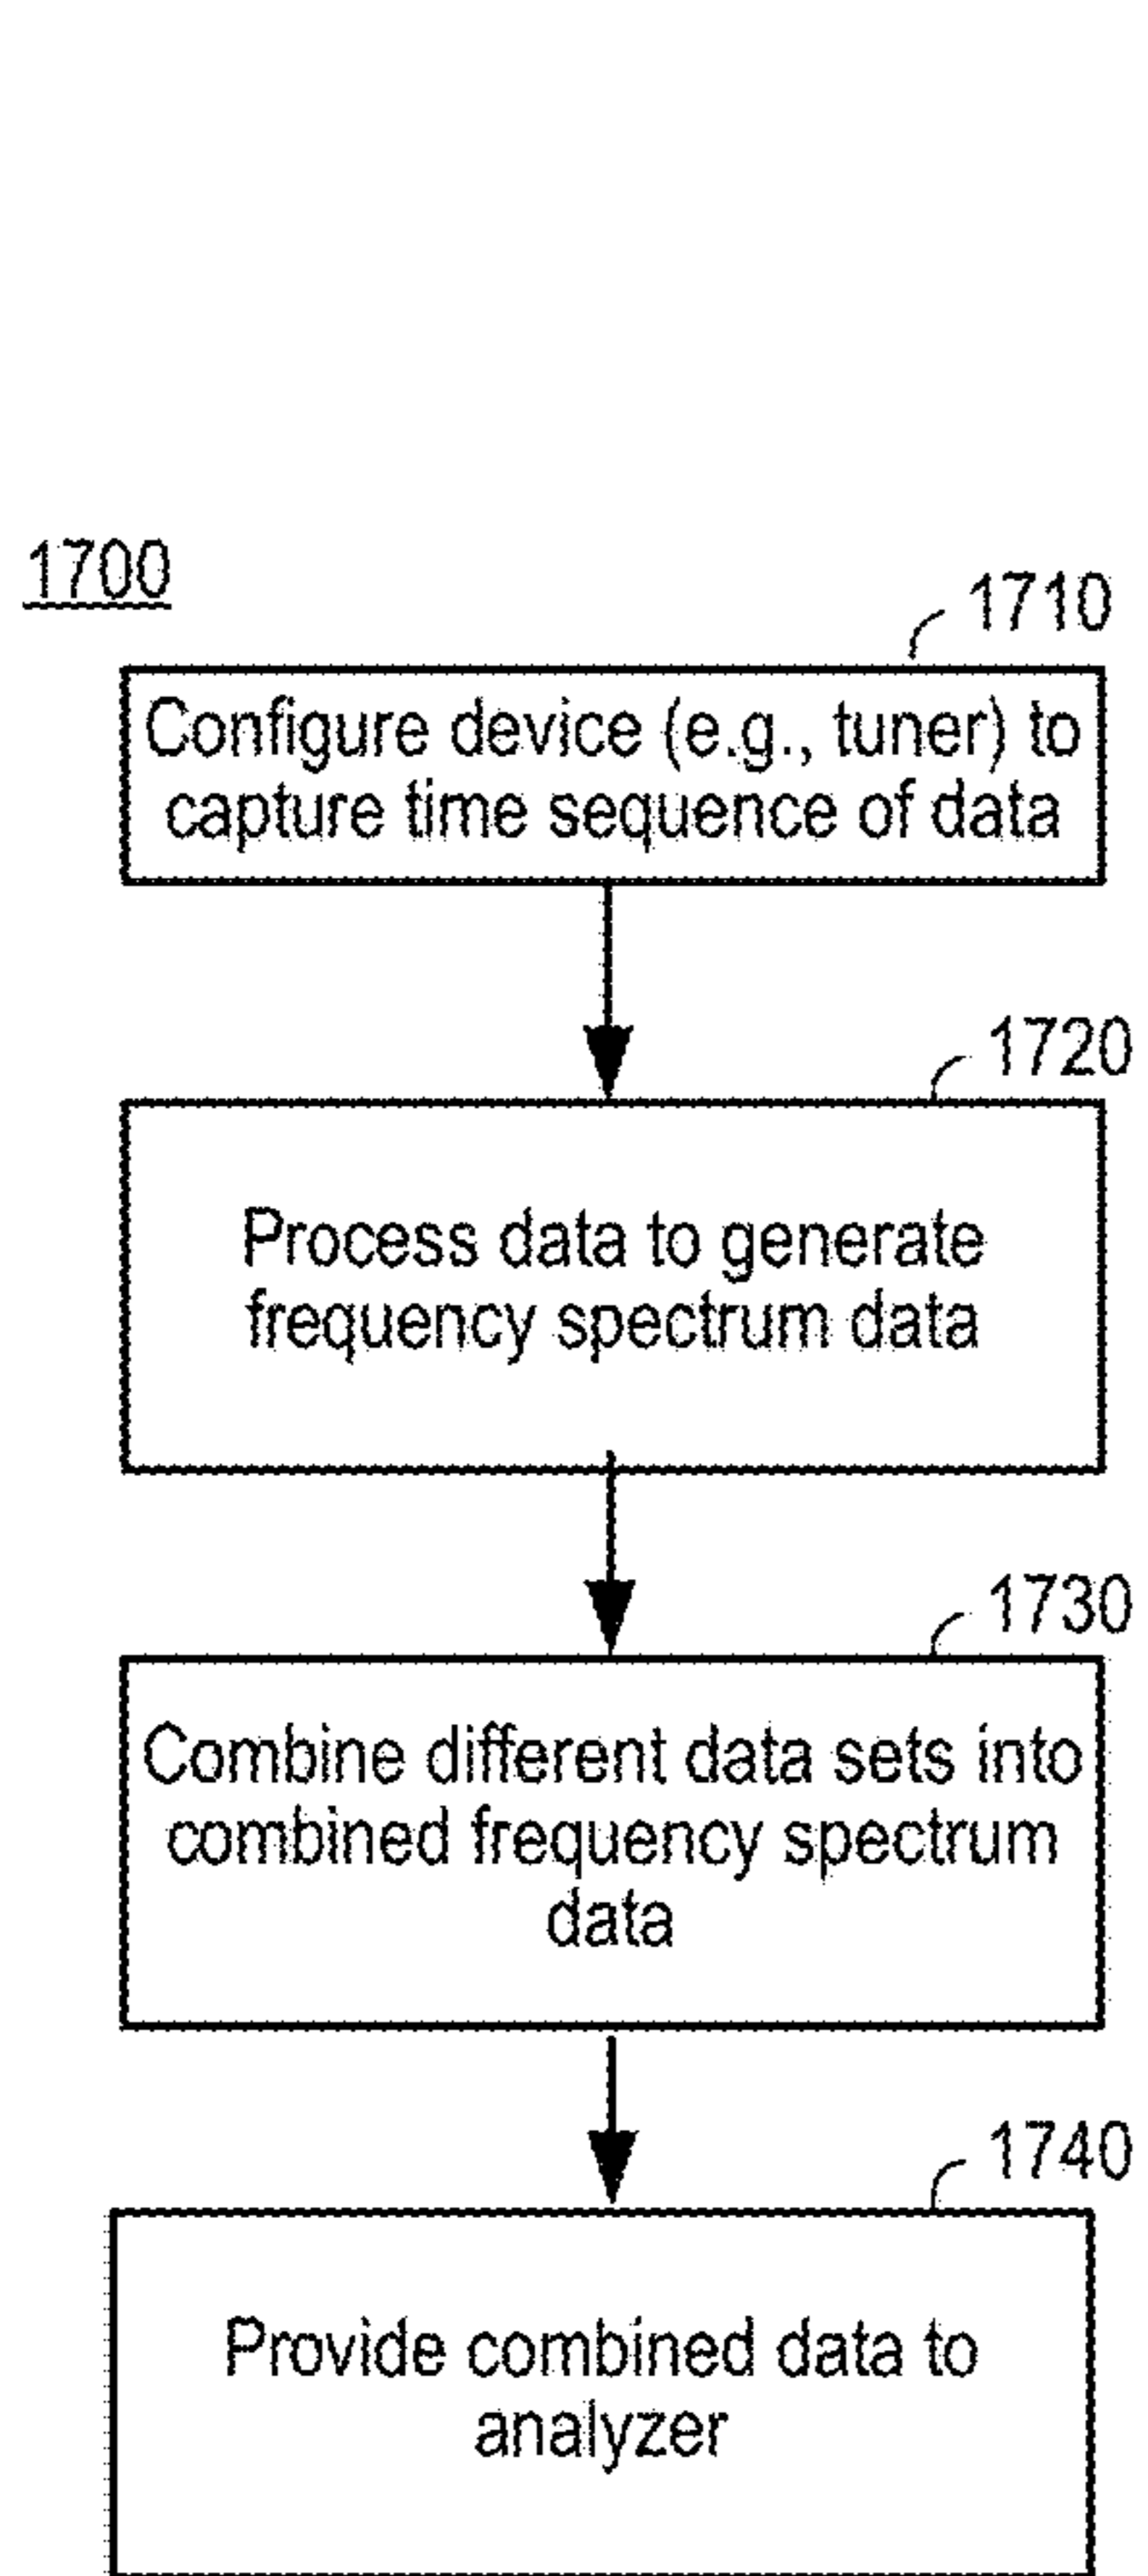 1700
1710
Configure device (e.g., tuner) to
capture time sequence of data
1720
Process data to generate
frequency spectrum data
1730
Combine different data sets into
combined frequency spectrum
data
1740
Provide combined data to
analyzer